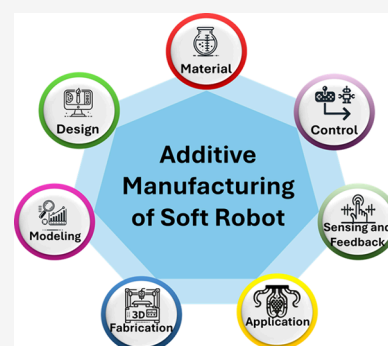 Material
Design
Control
Additive
Manufacturing
of Soft Robot
Modeling
Sensing and
Feedback
3D
Fabrication
Application